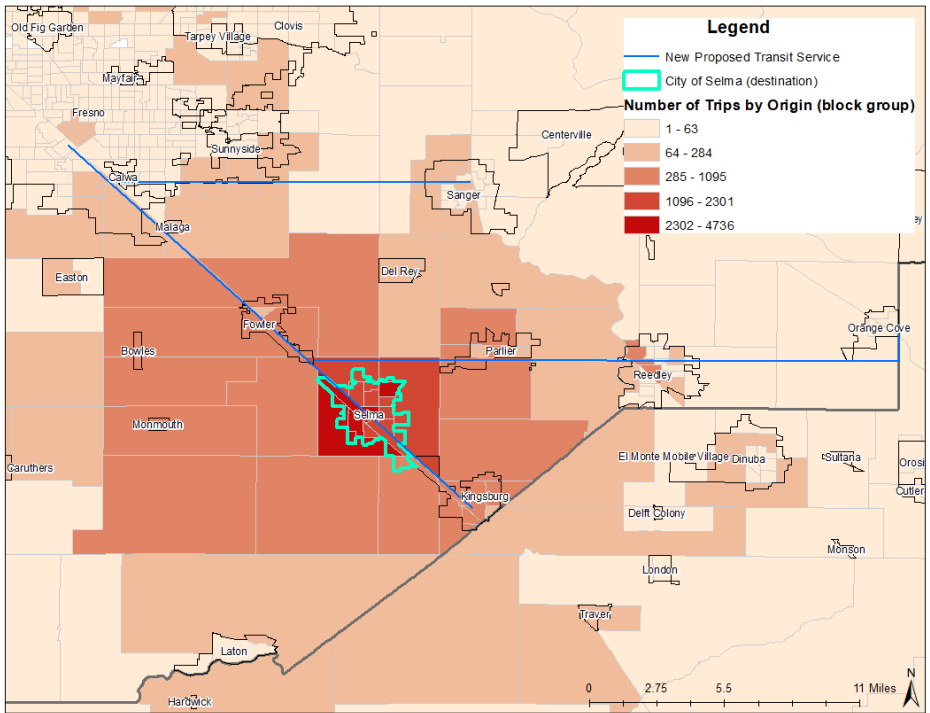 Old Fig Garden
Clovis
Tarpey Village
Mayfair
Fresno
Sunnyside
Centerville
Calwa
Sanger
Malaga
Easton
Del Rey
Fowler
Orange Cove
Bowles
Parlier
Reedley
Selma
Monmouth
Caruthers
El Monte Mobile Village
Dinuba
Sultana
Orosi
Cutler
Kingsburg
Delft Colony
Monson
London
Traver
Laton
Hardwick
Legend
New Proposed Transit Service
City of Selma (destination)
Number of Trips by Origin (block group)
1 - 63
64 - 284
285 - 1095
1096 - 2301
2302 - 4736
0 2.75 5.5 11 Miles
N